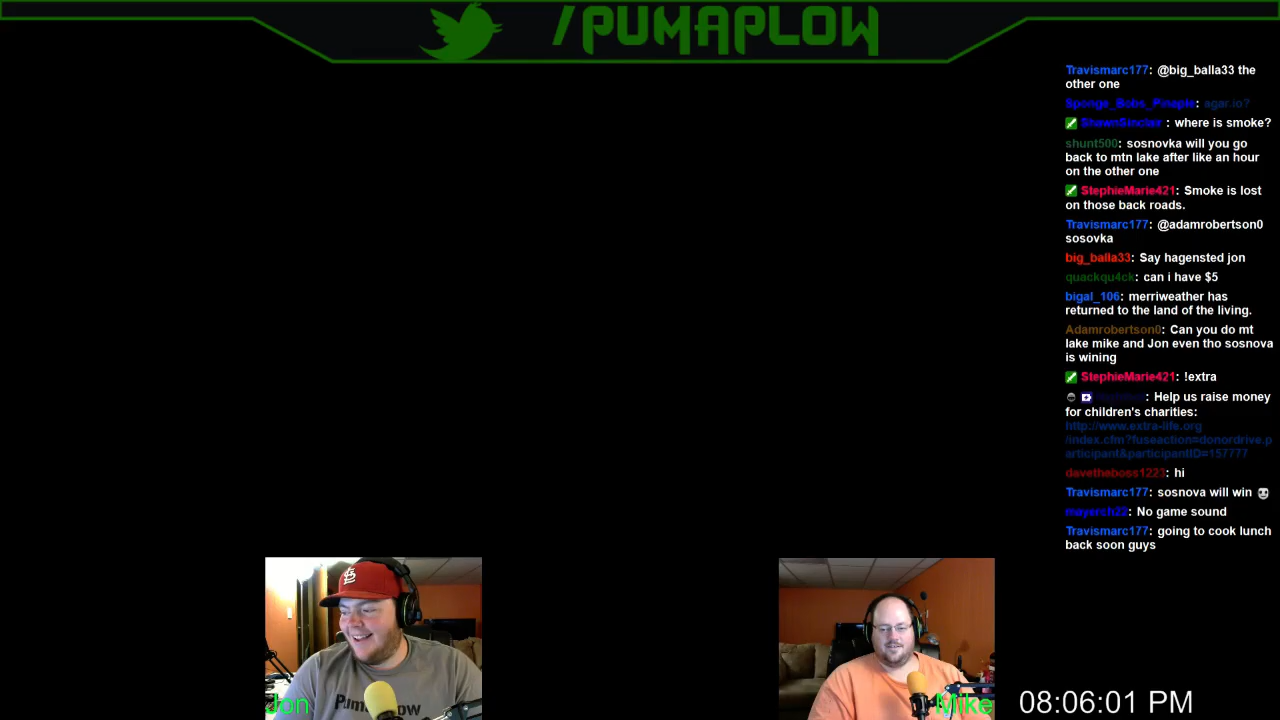 /PUMAPLOW
Travismarc177: @big_balla33 the
other one
Sponge_Bobs_Pinaple: agar.io?
ShawnSinclair : where is smoke?
shunt500: sosnovka will you go
back to mtn lake after like an hour
on the other one
StephieMarie421: Smoke is lost
on those back roads.
Travismarc177: @adamrobertson0
sosovka
big_balla33: Say hagensted jon
quackqu4ck: can i have $5
bigal_106: merriweather has
returned to the land of the living.
Adamrobertson0: Can you do mt
lake mike and Jon even tho sosnova
is wining
StephieMarie421: !extra
: Help us raise money
for children's charities:
http://www.extra-life.org
/index.cfm?fuseaction=donordrive.p
articipant&participantID=157777
davetheboss1223: hi
Travismarc177: sosnova will win
mayerch22: No game sound
Travismarc177: going to cook lunch
back soon guys
Jon
Mike
08:06:01 PM